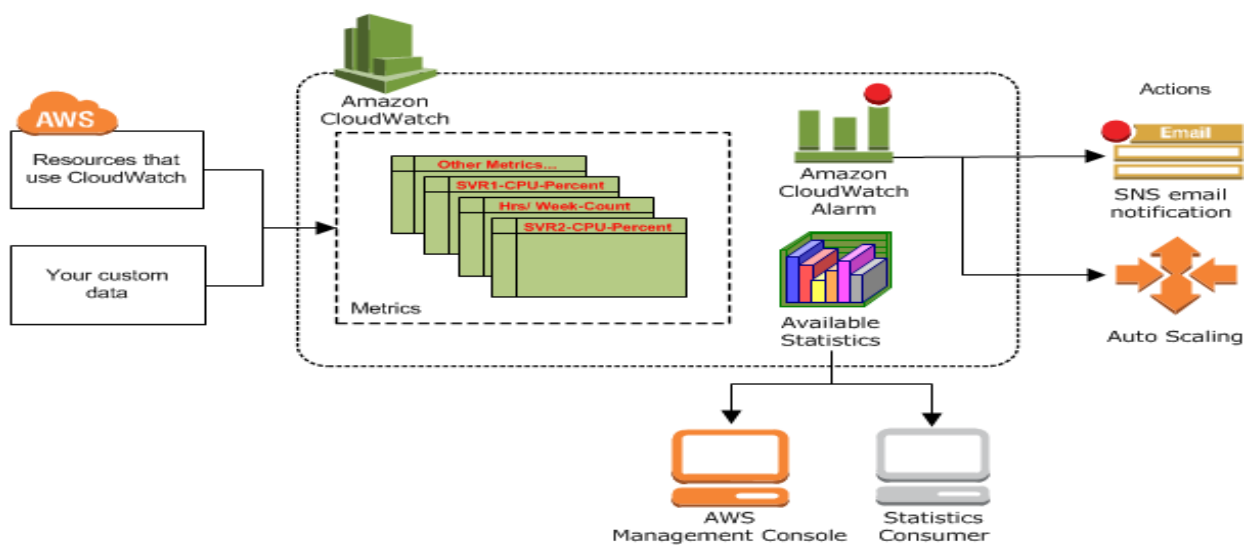 Amazon
CloudWatch
AWS
Resources that
use CloudWatch
Your custom
data
Other Metrics...
SVR1-CPU-Percent
Hrs/ Week-Count
SVR2-CPU-Percent
Metrics
Amazon
CloudWatch
Alarm
Available
Statistics
Actions
Email
SNS email
notification
Auto Scaling
AWS
Management Console
Statistics
Consumer